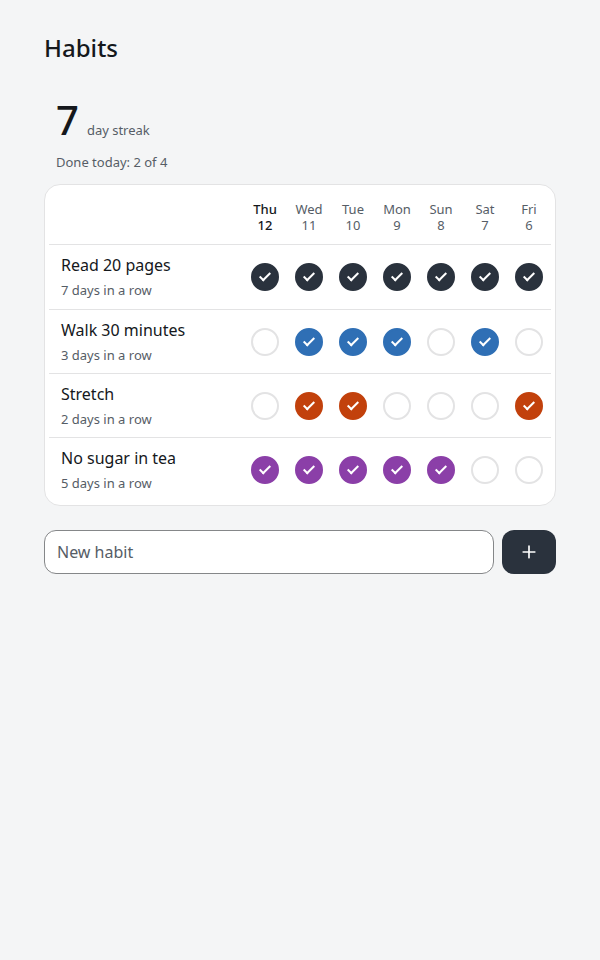 Habits
7 day streak
Done today: 2 of 4
Thu Wed Tue Mon Sun Sat Fri
12 11 10 9 8 7 6
Read 20 pages
7 days in a row
Walk 30 minutes
3 days in a row
Stretch
2 days in a row
No sugar in tea
5 days in a row
New habit